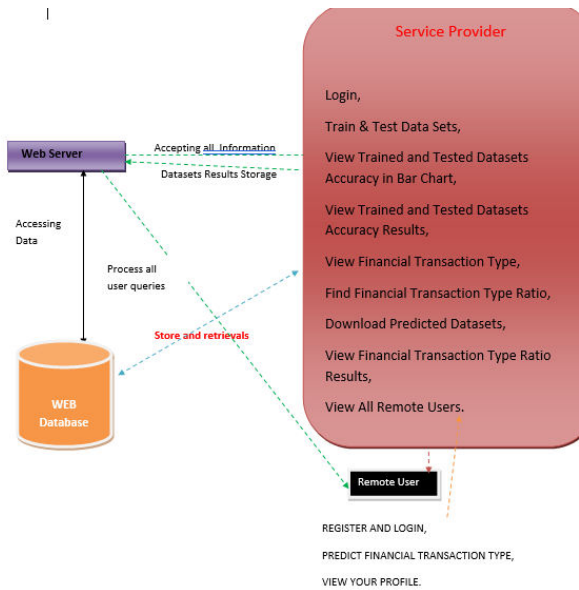 Service Provider
Login,
Train & Test Data Sets,
View Trained and Tested Datasets
Accuracy in Bar Chart,
View Trained and Tested Datasets
Accuracy Results,
View Financial Transaction Type,
Find Financial Transaction Type Ratio,
Download Predicted Datasets,
View Financial Transaction Type Ratio
Results,
View All Remote Users.
Web Server
Accepting all Information
Datasets Results Storage
Accessing
Data
Process all
user queries
Store and retrievals
WEB
Database
Remote User
REGISTER AND LOGIN,
PREDICT FINANCIAL TRANSACTION TYPE,
VIEW YOUR PROFILE.